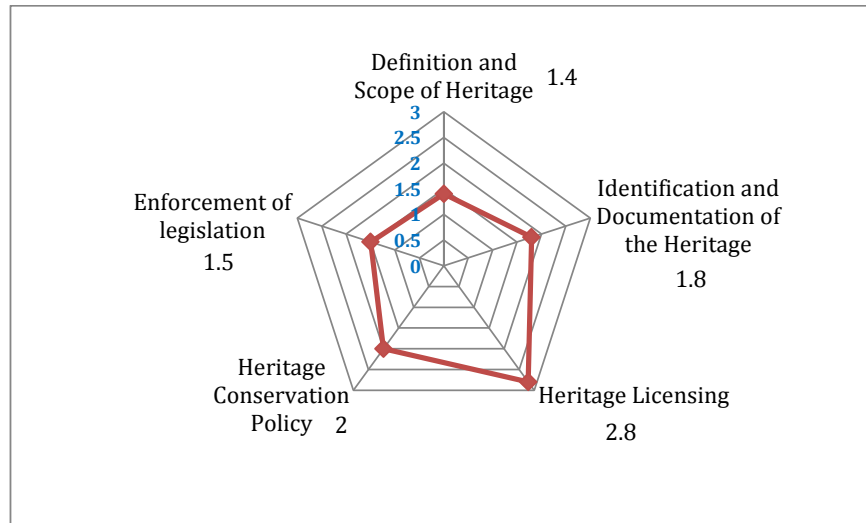 Definition and
Scope of Heritage 1.4
3
2.5
2
1.5
1
0.5
0
Identification and
Documentation of
the Heritage
1.8
Heritage Licensing
2.8
Heritage
Conservation
Policy 2
Enforcement of
legislation
1.5